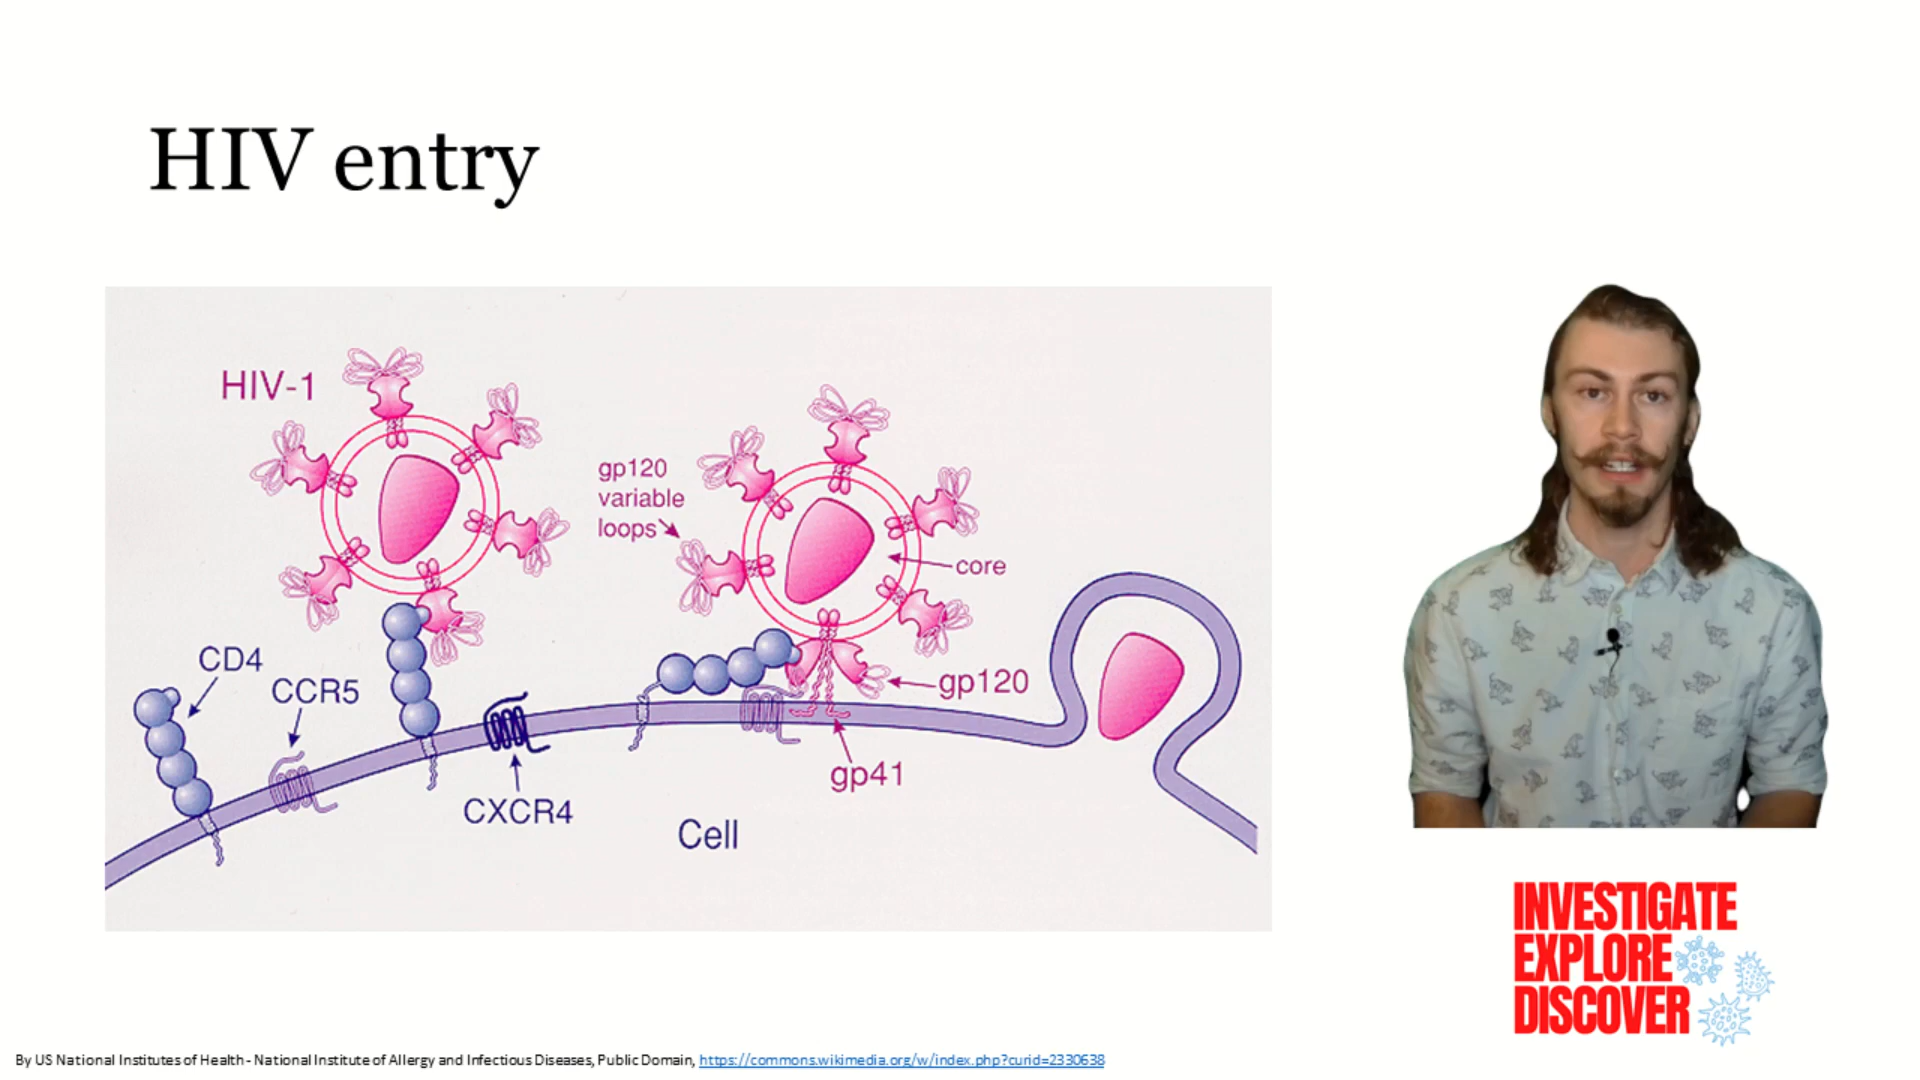 HIV entry
HIV-1
gp120
variable
loops
core
CD4
CCR5
gp120
gp41
CXCR4
Cell
INVESTIGATE
EXPLORE
DISCOVER
By US National Institutes of Health - National Institute of Allergy and Infectious Diseases, Public Domain, https://commons.wikimedia.org/w/index.php?curid=2330638